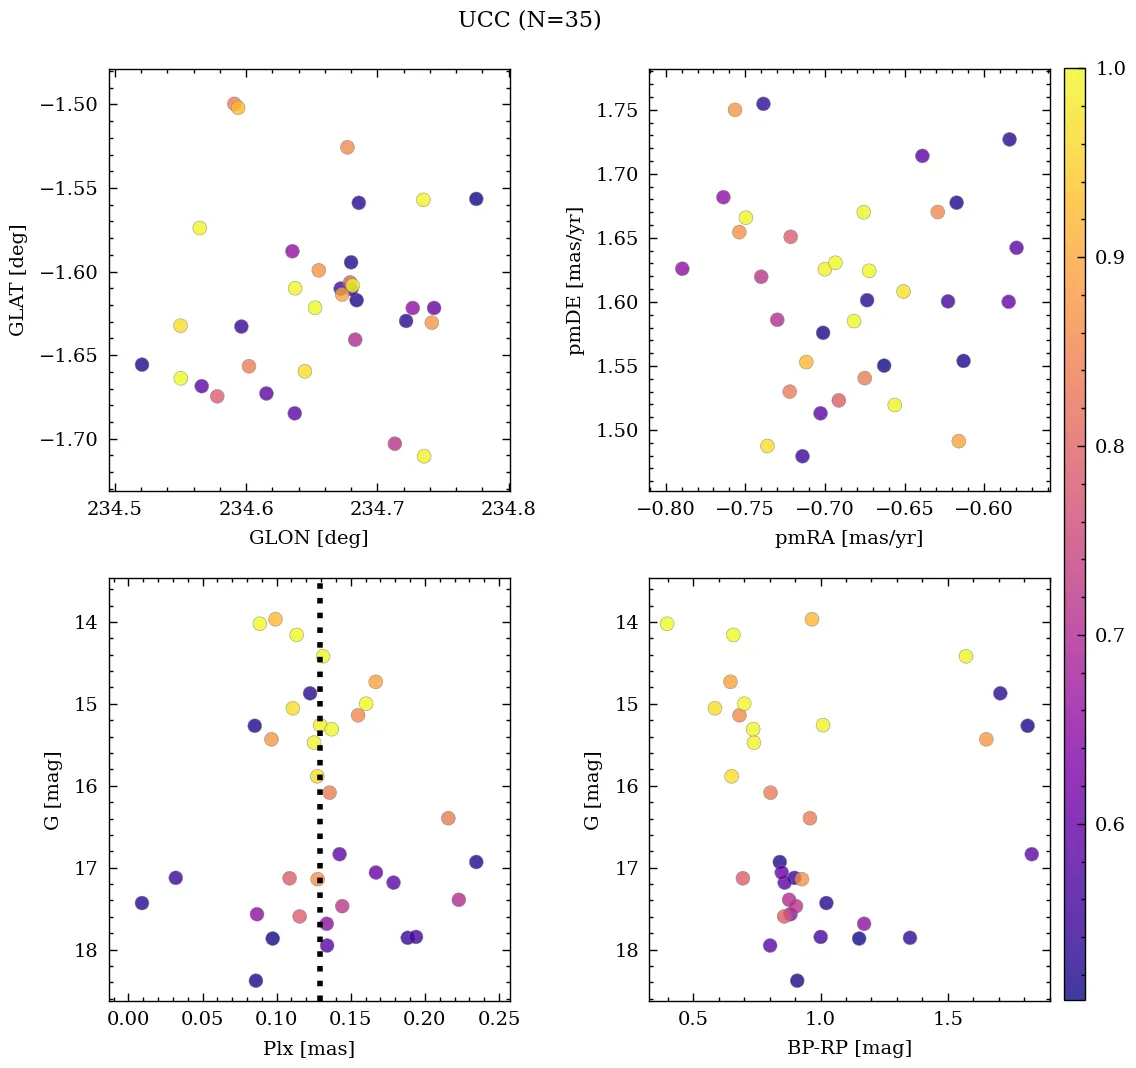 UCC (N=35)
−1.50
−1.55
−1.60
−1.65
−1.70
GLAT [deg]
234.5 234.6 234.7 234.8
GLON [deg]
1.75
1.70
1.65
1.60
1.55
1.50
pmDE [mas/yr]
−0.80 −0.75 −0.70 −0.65 −0.60
pmRA [mas/yr]
1.0
0.9
0.8
0.7
0.6
14
15
16
17
18
G [mag]
0.00 0.05 0.10 0.15 0.20 0.25
Plx [mas]
14
15
16
17
18
G [mag]
0.5 1.0 1.5
BP-RP [mag]